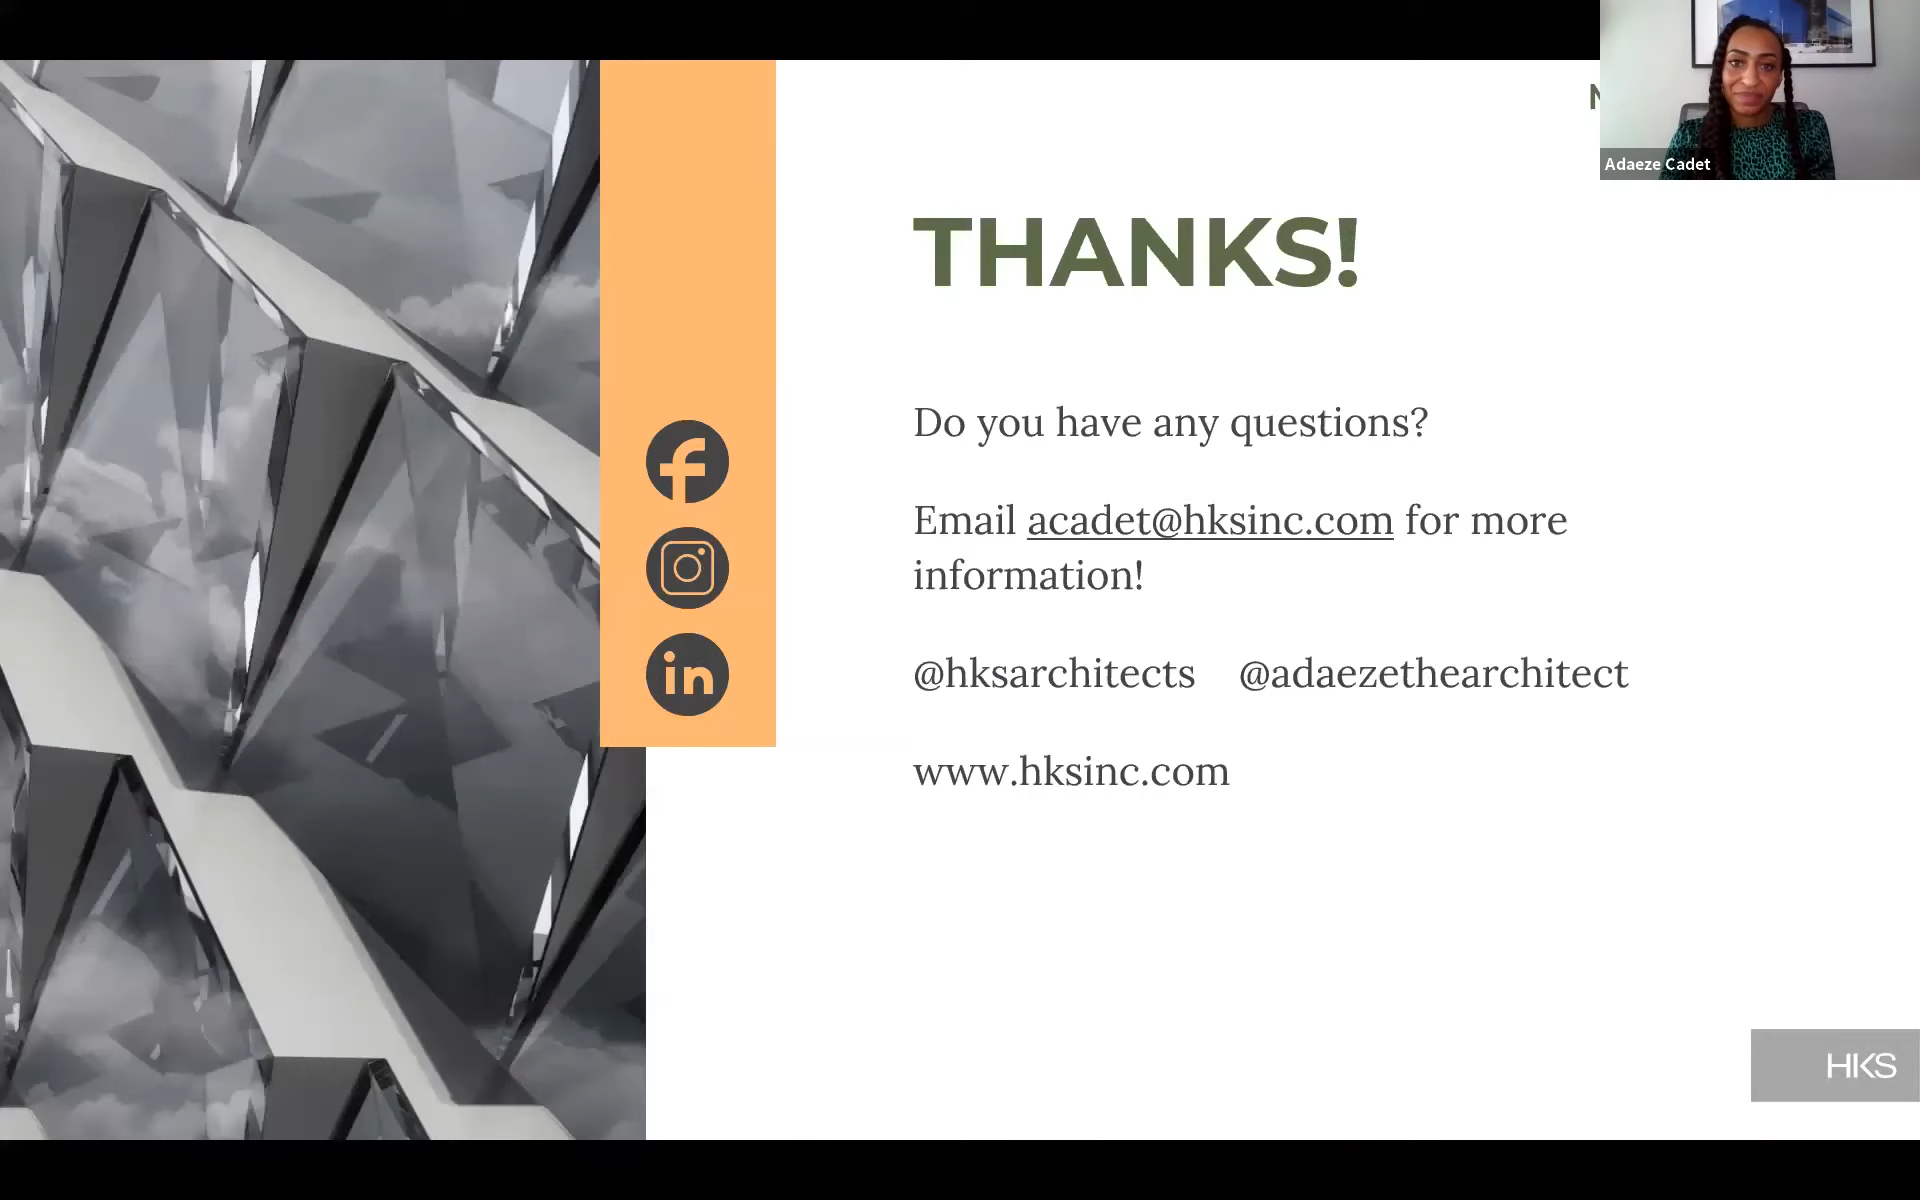 Adaeze Cadet
THANKS!
Do you have any questions?
Email acadet@hksinc.com for more
information!
@hksarchitects @adaezethearchitect
www.hksinc.com
HKS